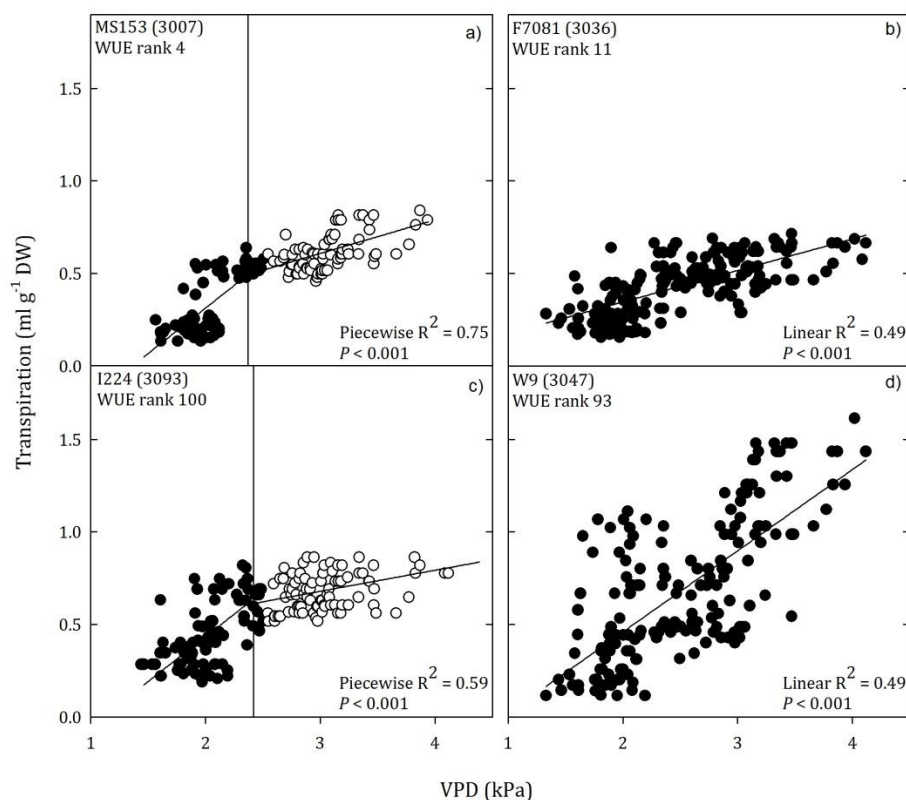 MS153 (3007)
WUE rank 4
a)
Piecewise R² = 0.75
P < 0.001
F7081 (3036)
WUE rank 11
b)
Linear R² = 0.49
P < 0.001
I224 (3093)
WUE rank 100
c)
Piecewise R² = 0.59
P < 0.001
W9 (3047)
WUE rank 93
d)
Linear R² = 0.49
P < 0.001
Transpiration (ml g⁻¹ DW)
1.5
1.0
0.5
0.0
1.5
1.0
0.5
0.0
1 2 3 4
1 2 3 4
VPD (kPa)